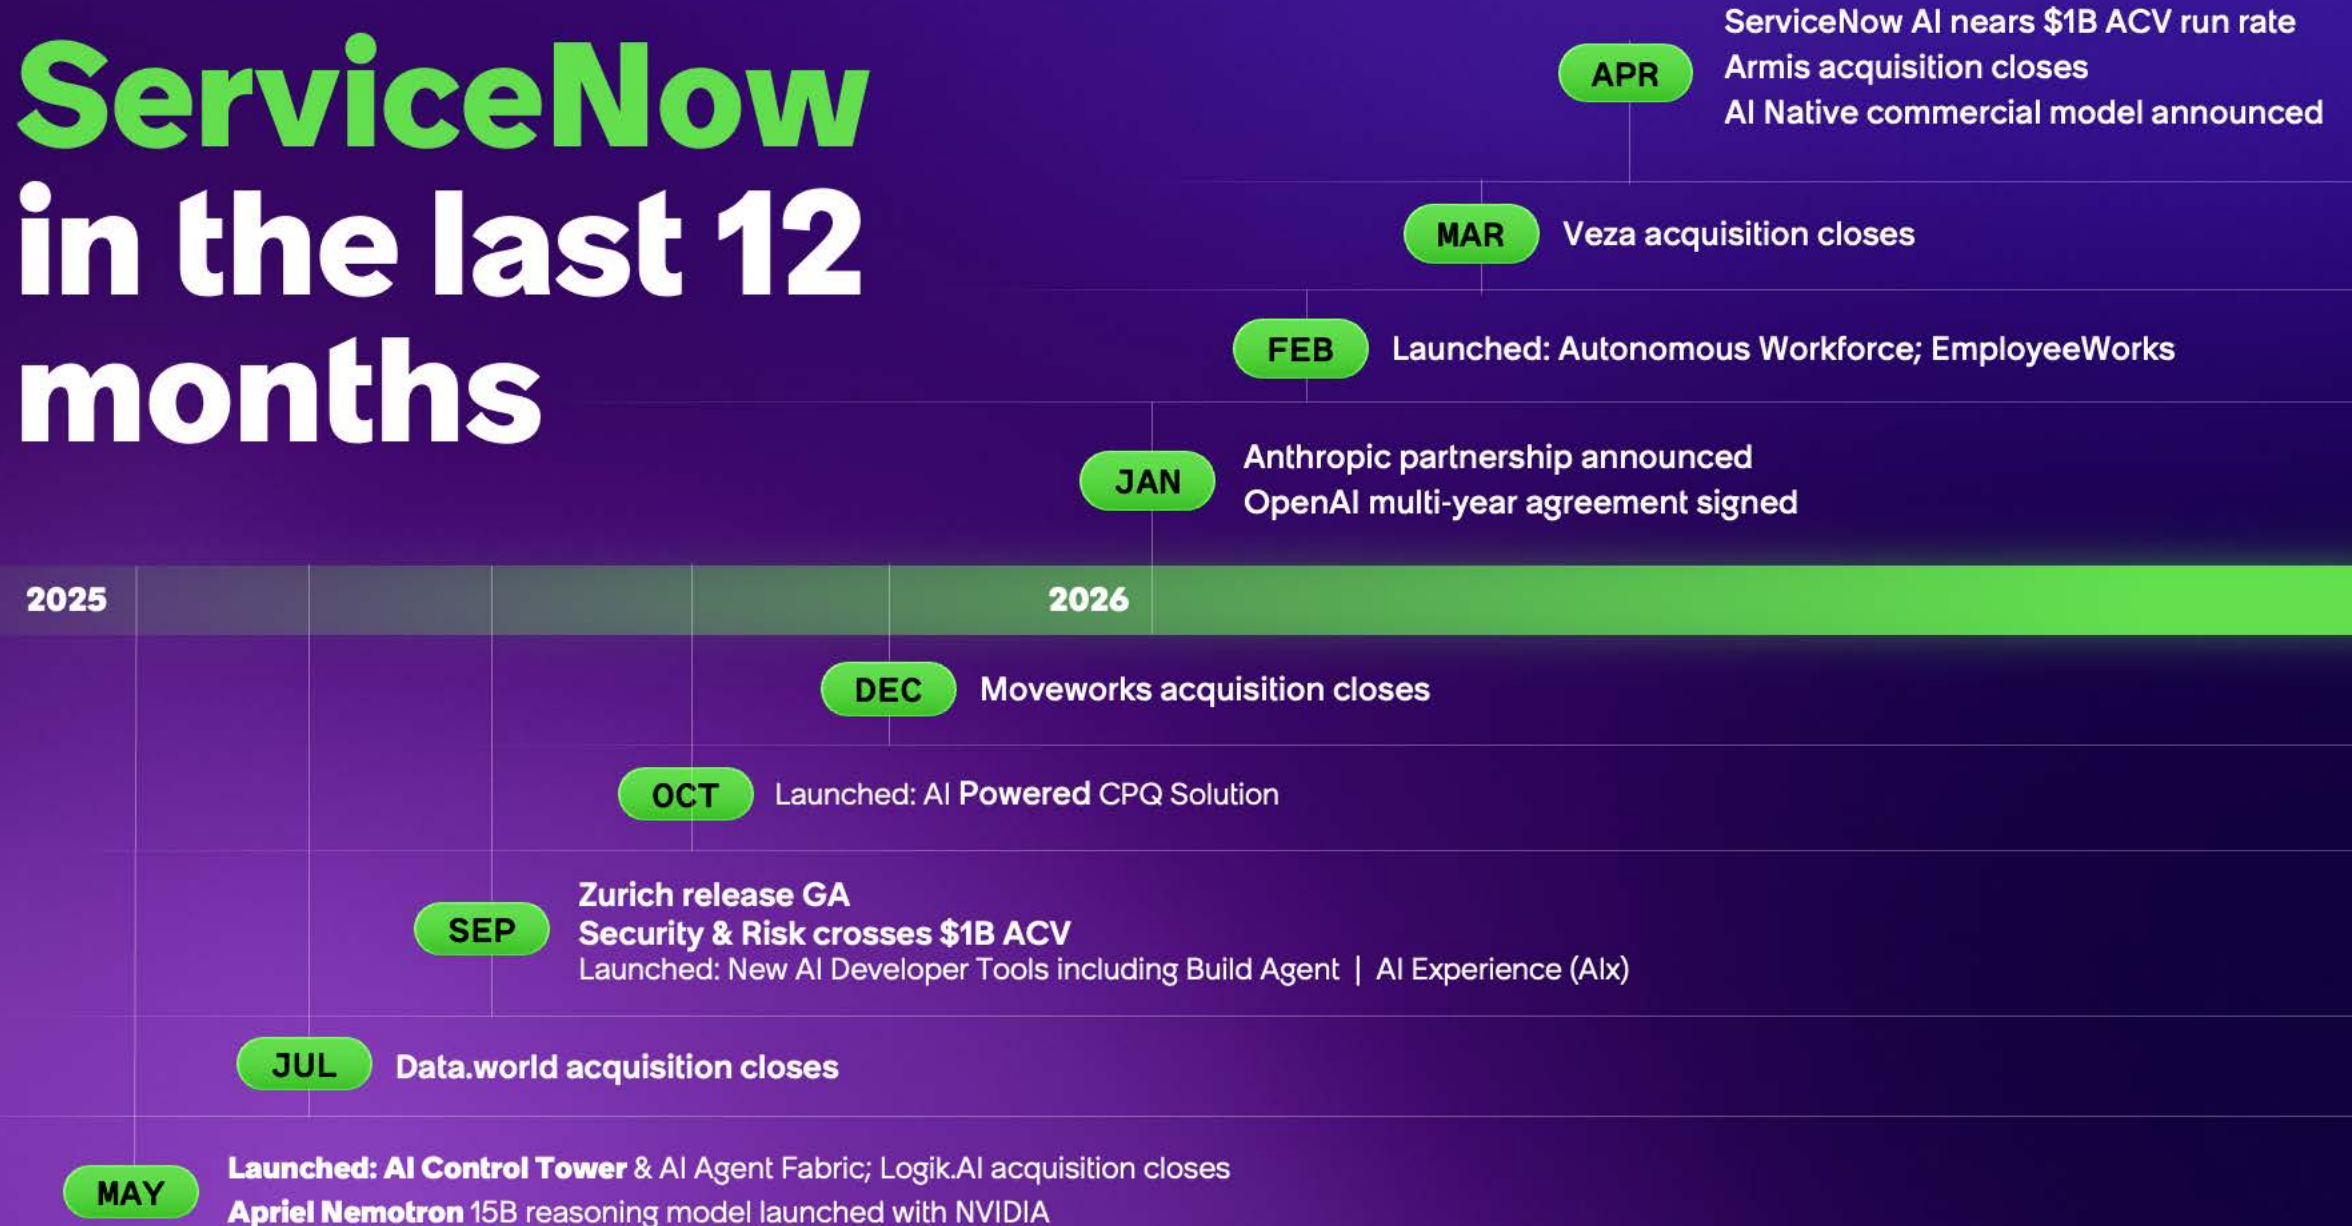 ServiceNow
in the last 12
months
APR
ServiceNow AI nears $1B ACV run rate
Armis acquisition closes
AI Native commercial model announced
MAR
Veza acquisition closes
FEB
Launched: Autonomous Workforce; EmployeeWorks
JAN
Anthropic partnership announced
OpenAI multi-year agreement signed
2025
2026
DEC
Moveworks acquisition closes
OCT
Launched: AI Powered CPQ Solution
SEP
Zurich release GA
Security & Risk crosses $1B ACV
Launched: New AI Developer Tools including Build Agent | AI Experience (AIx)
JUL
Data.world acquisition closes
MAY
Launched: AI Control Tower & AI Agent Fabric; Logik.AI acquisition closes
Apriel Nemotron 15B reasoning model launched with NVIDIA